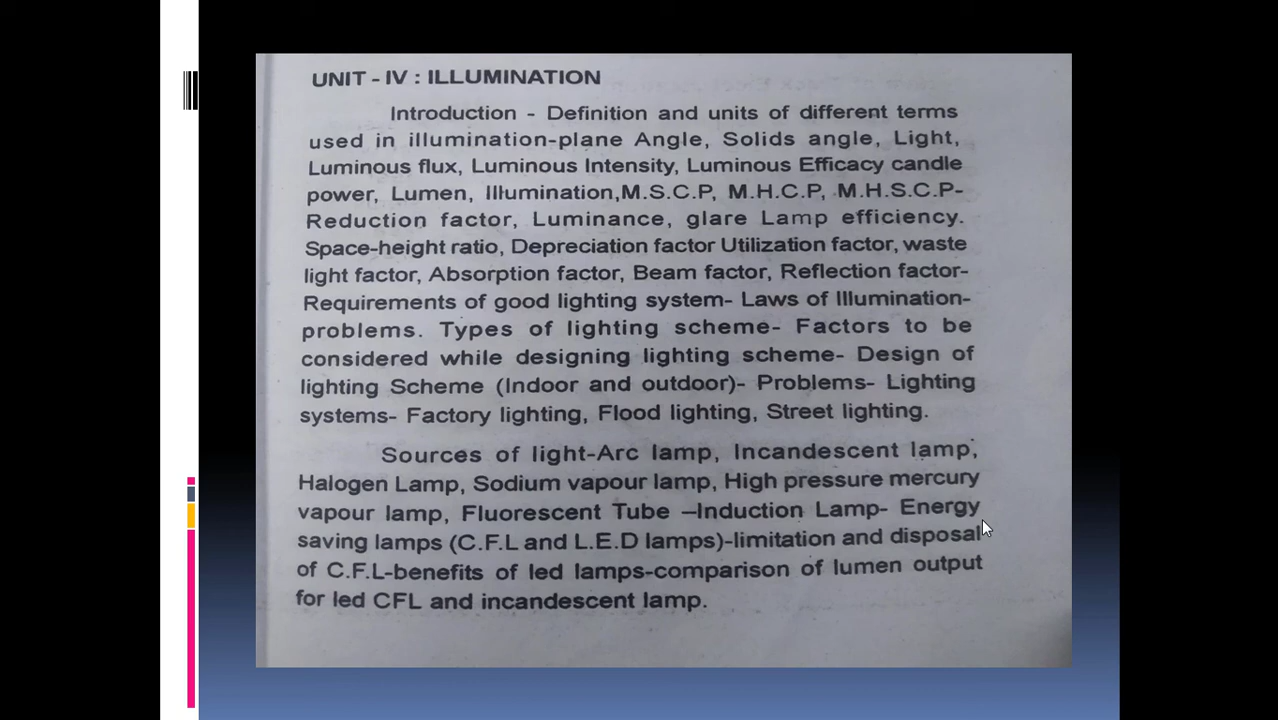 UNIT - IV : ILLUMINATION
Introduction - Definition and units of different terms
used in illumination-plane Angle, Solids angle, Light,
Luminous flux, Luminous Intensity, Luminous Efficacy candle
power, Lumen, Illumination,M.S.C.P, M.H.C.P, M.H.S.C.P-
Reduction factor, Luminance, glare Lamp efficiency.
Space-height ratio, Depreciation factor Utilization factor, waste
light factor, Absorption factor, Beam factor, Reflection factor-
Requirements of good lighting system- Laws of Illumination-
problems. Types of lighting scheme- Factors to be
considered while designing lighting scheme- Design of
lighting Scheme (Indoor and outdoor)- Problems- Lighting
systems- Factory lighting, Flood lighting, Street lighting.
Sources of light-Arc lamp, Incandescent lamp,
Halogen Lamp, Sodium vapour lamp, High pressure mercury
vapour lamp, Fluorescent Tube –Induction Lamp- Energy
saving lamps (C.F.L and L.E.D lamps)-limitation and disposal
of C.F.L-benefits of led lamps-comparison of lumen output
for led CFL and incandescent lamp.